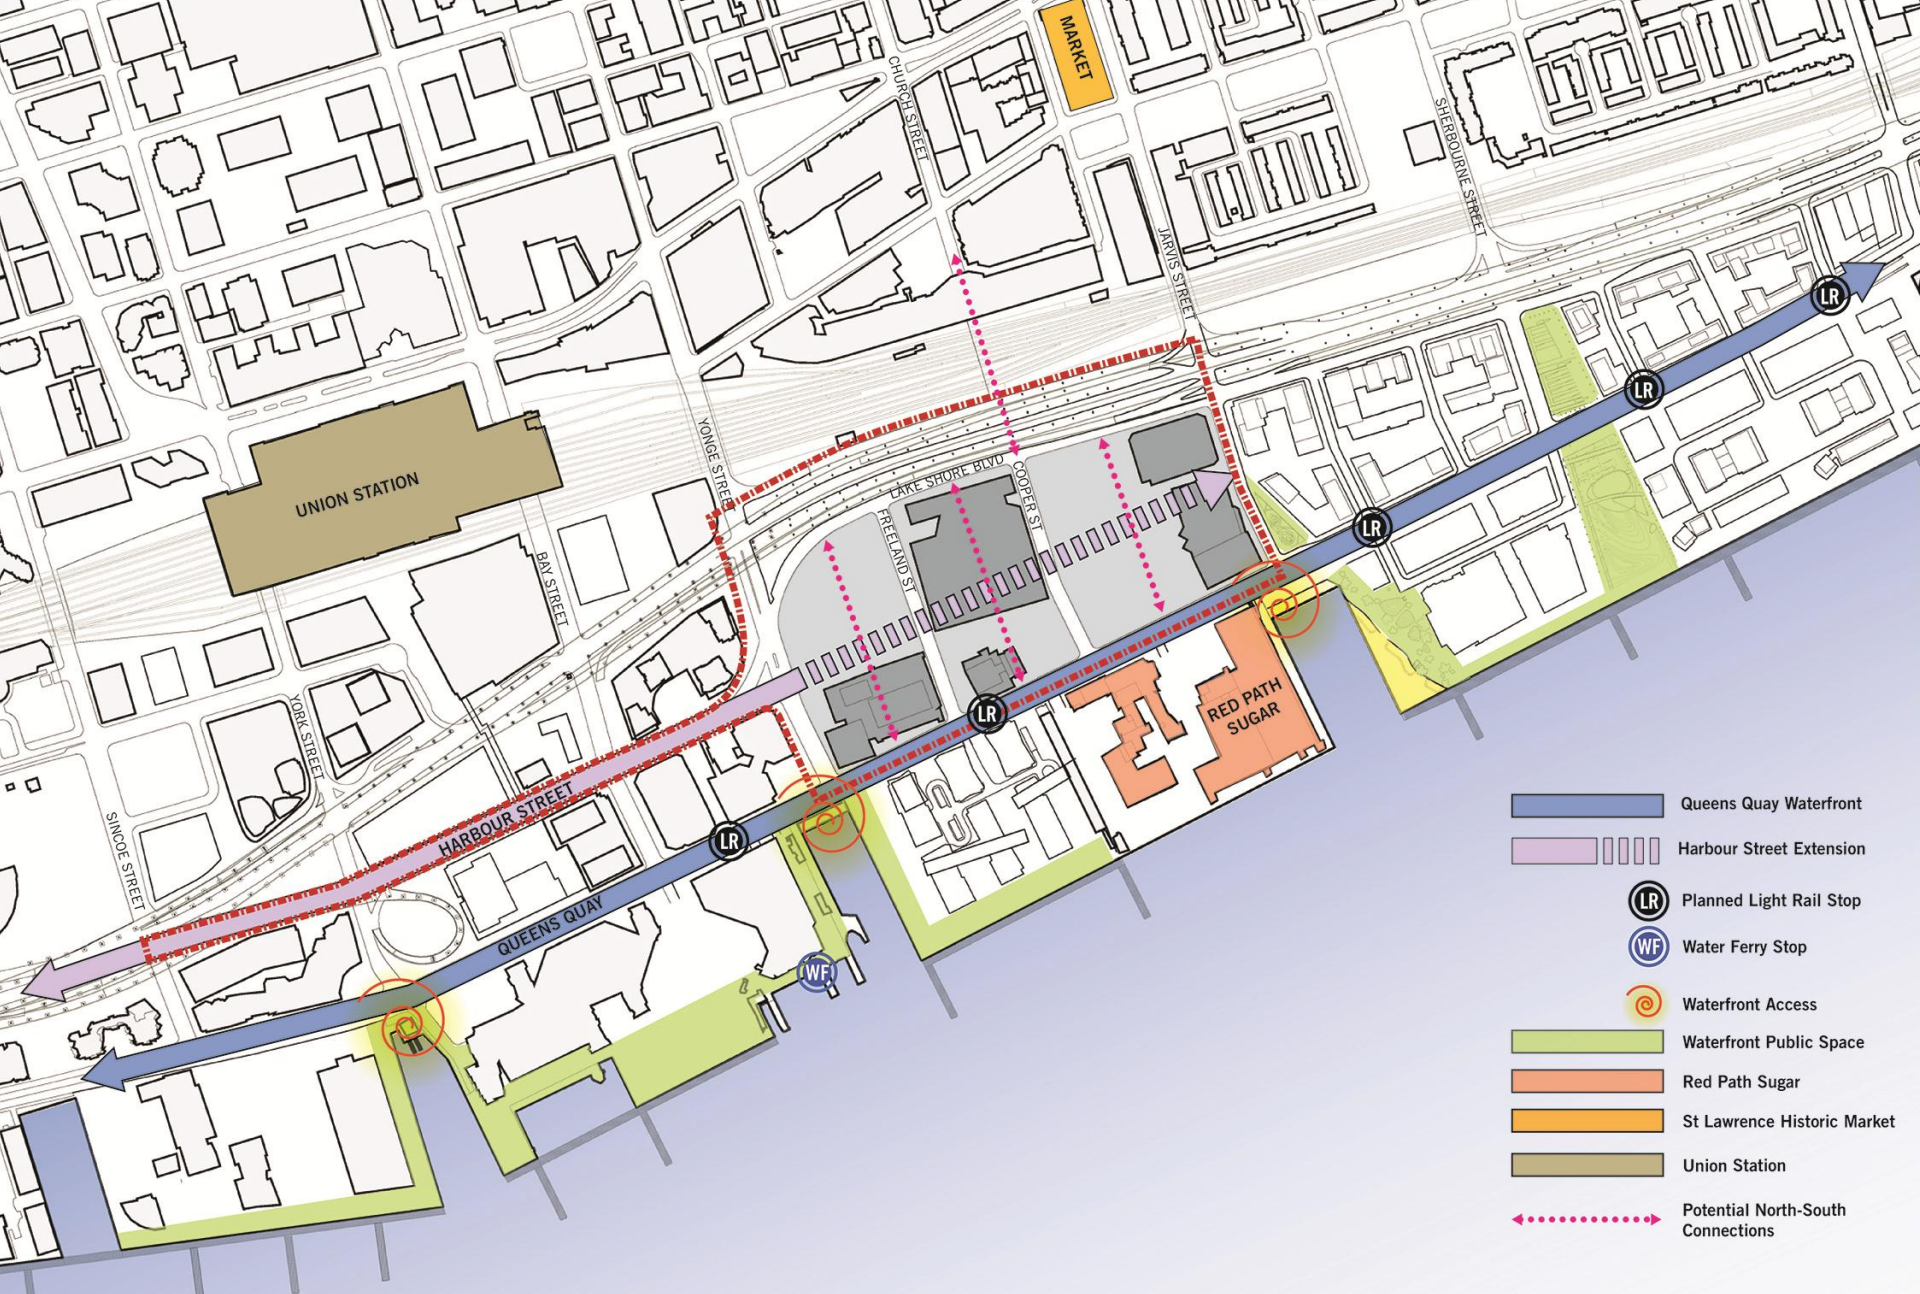 MARKET
CHURCH STREET
SHERBOURNE STREET
JARVIS STREET
LR
LR
YONGE STREET
LAKE SHORE BLVD
COOPER ST
UNION STATION
FREELAND ST
LR
BAY STREET
RED PATH
SUGAR
LR
YORK STREET
HARBOUR STREET
LR
SINCOE STREET
QUEENS QUAY
WF
Queens Quay Waterfront
Harbour Street Extension
LR Planned Light Rail Stop
WF Water Ferry Stop
Waterfront Access
Waterfront Public Space
Red Path Sugar
St Lawrence Historic Market
Union Station
Potential North-South
Connections